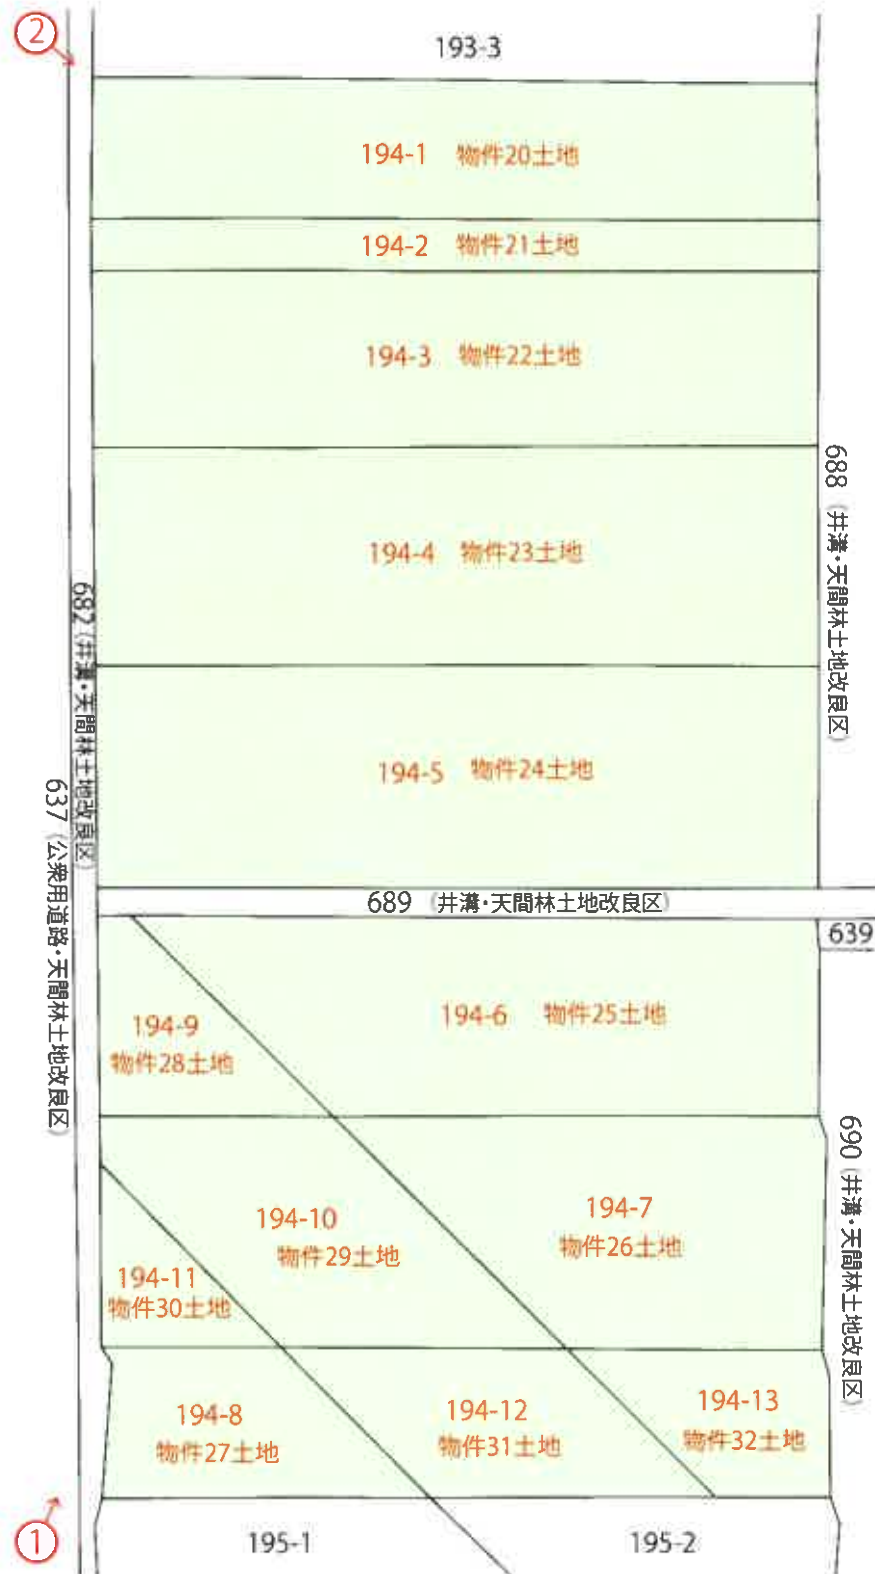 ②
193-3
194-1 物件20土地
194-2 物件21土地
194-3 物件22土地
194-4 物件23土地
688 (井溝・天間林土地改良区)
682 (井溝・天間林土地改良区)
194-5 物件24土地
637 (公衆用道路・天間林土地改良区)
689 (井溝・天間林土地改良区)
639
194-6 物件25土地
194-9
物件28土地
690 (井溝・天間林土地改良区)
194-7
物件26土地
194-10
物件29土地
194-11
物件30土地
194-8
物件27土地
194-12
物件31土地
194-13
物件32土地
①
195-1
195-2